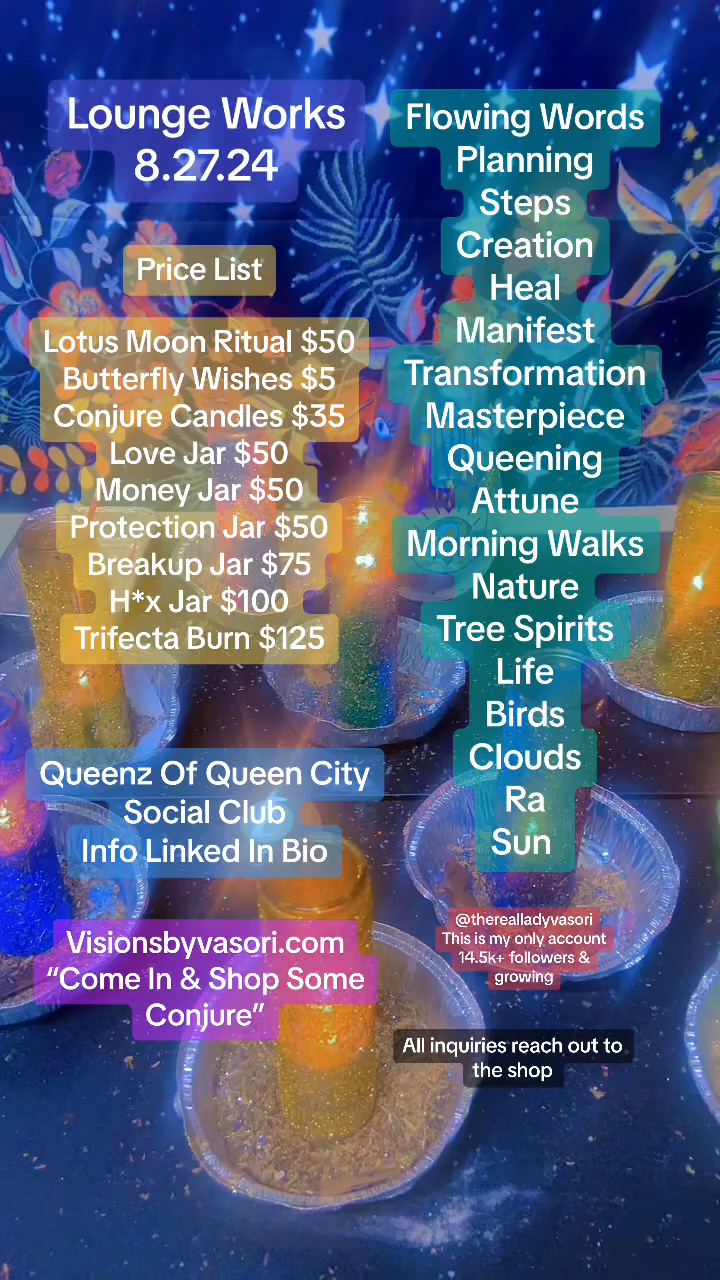 Lounge Works
8.27.24
Price List
Lotus Moon Ritual $50
Butterfly Wishes $5
Conjure Candles $35
Love Jar $50
Money Jar $50
Protection Jar $50
Breakup Jar $75
H*x Jar $100
Trifecta Burn $125
Queenz Of Queen City
Social Club
Info Linked In Bio
Visionsbyvasori.com
“Come In & Shop Some
Conjure”
Flowing Words
Planning
Steps
Creation
Heal
Manifest
Transformation
Masterpiece
Queening
Attune
Morning Walks
Nature
Tree Spirits
Life
Birds
Clouds
Ra
Sun
@therealladyvasori
This is my only account
14.5k+ followers &
growing
All inquiries reach out to
the shop